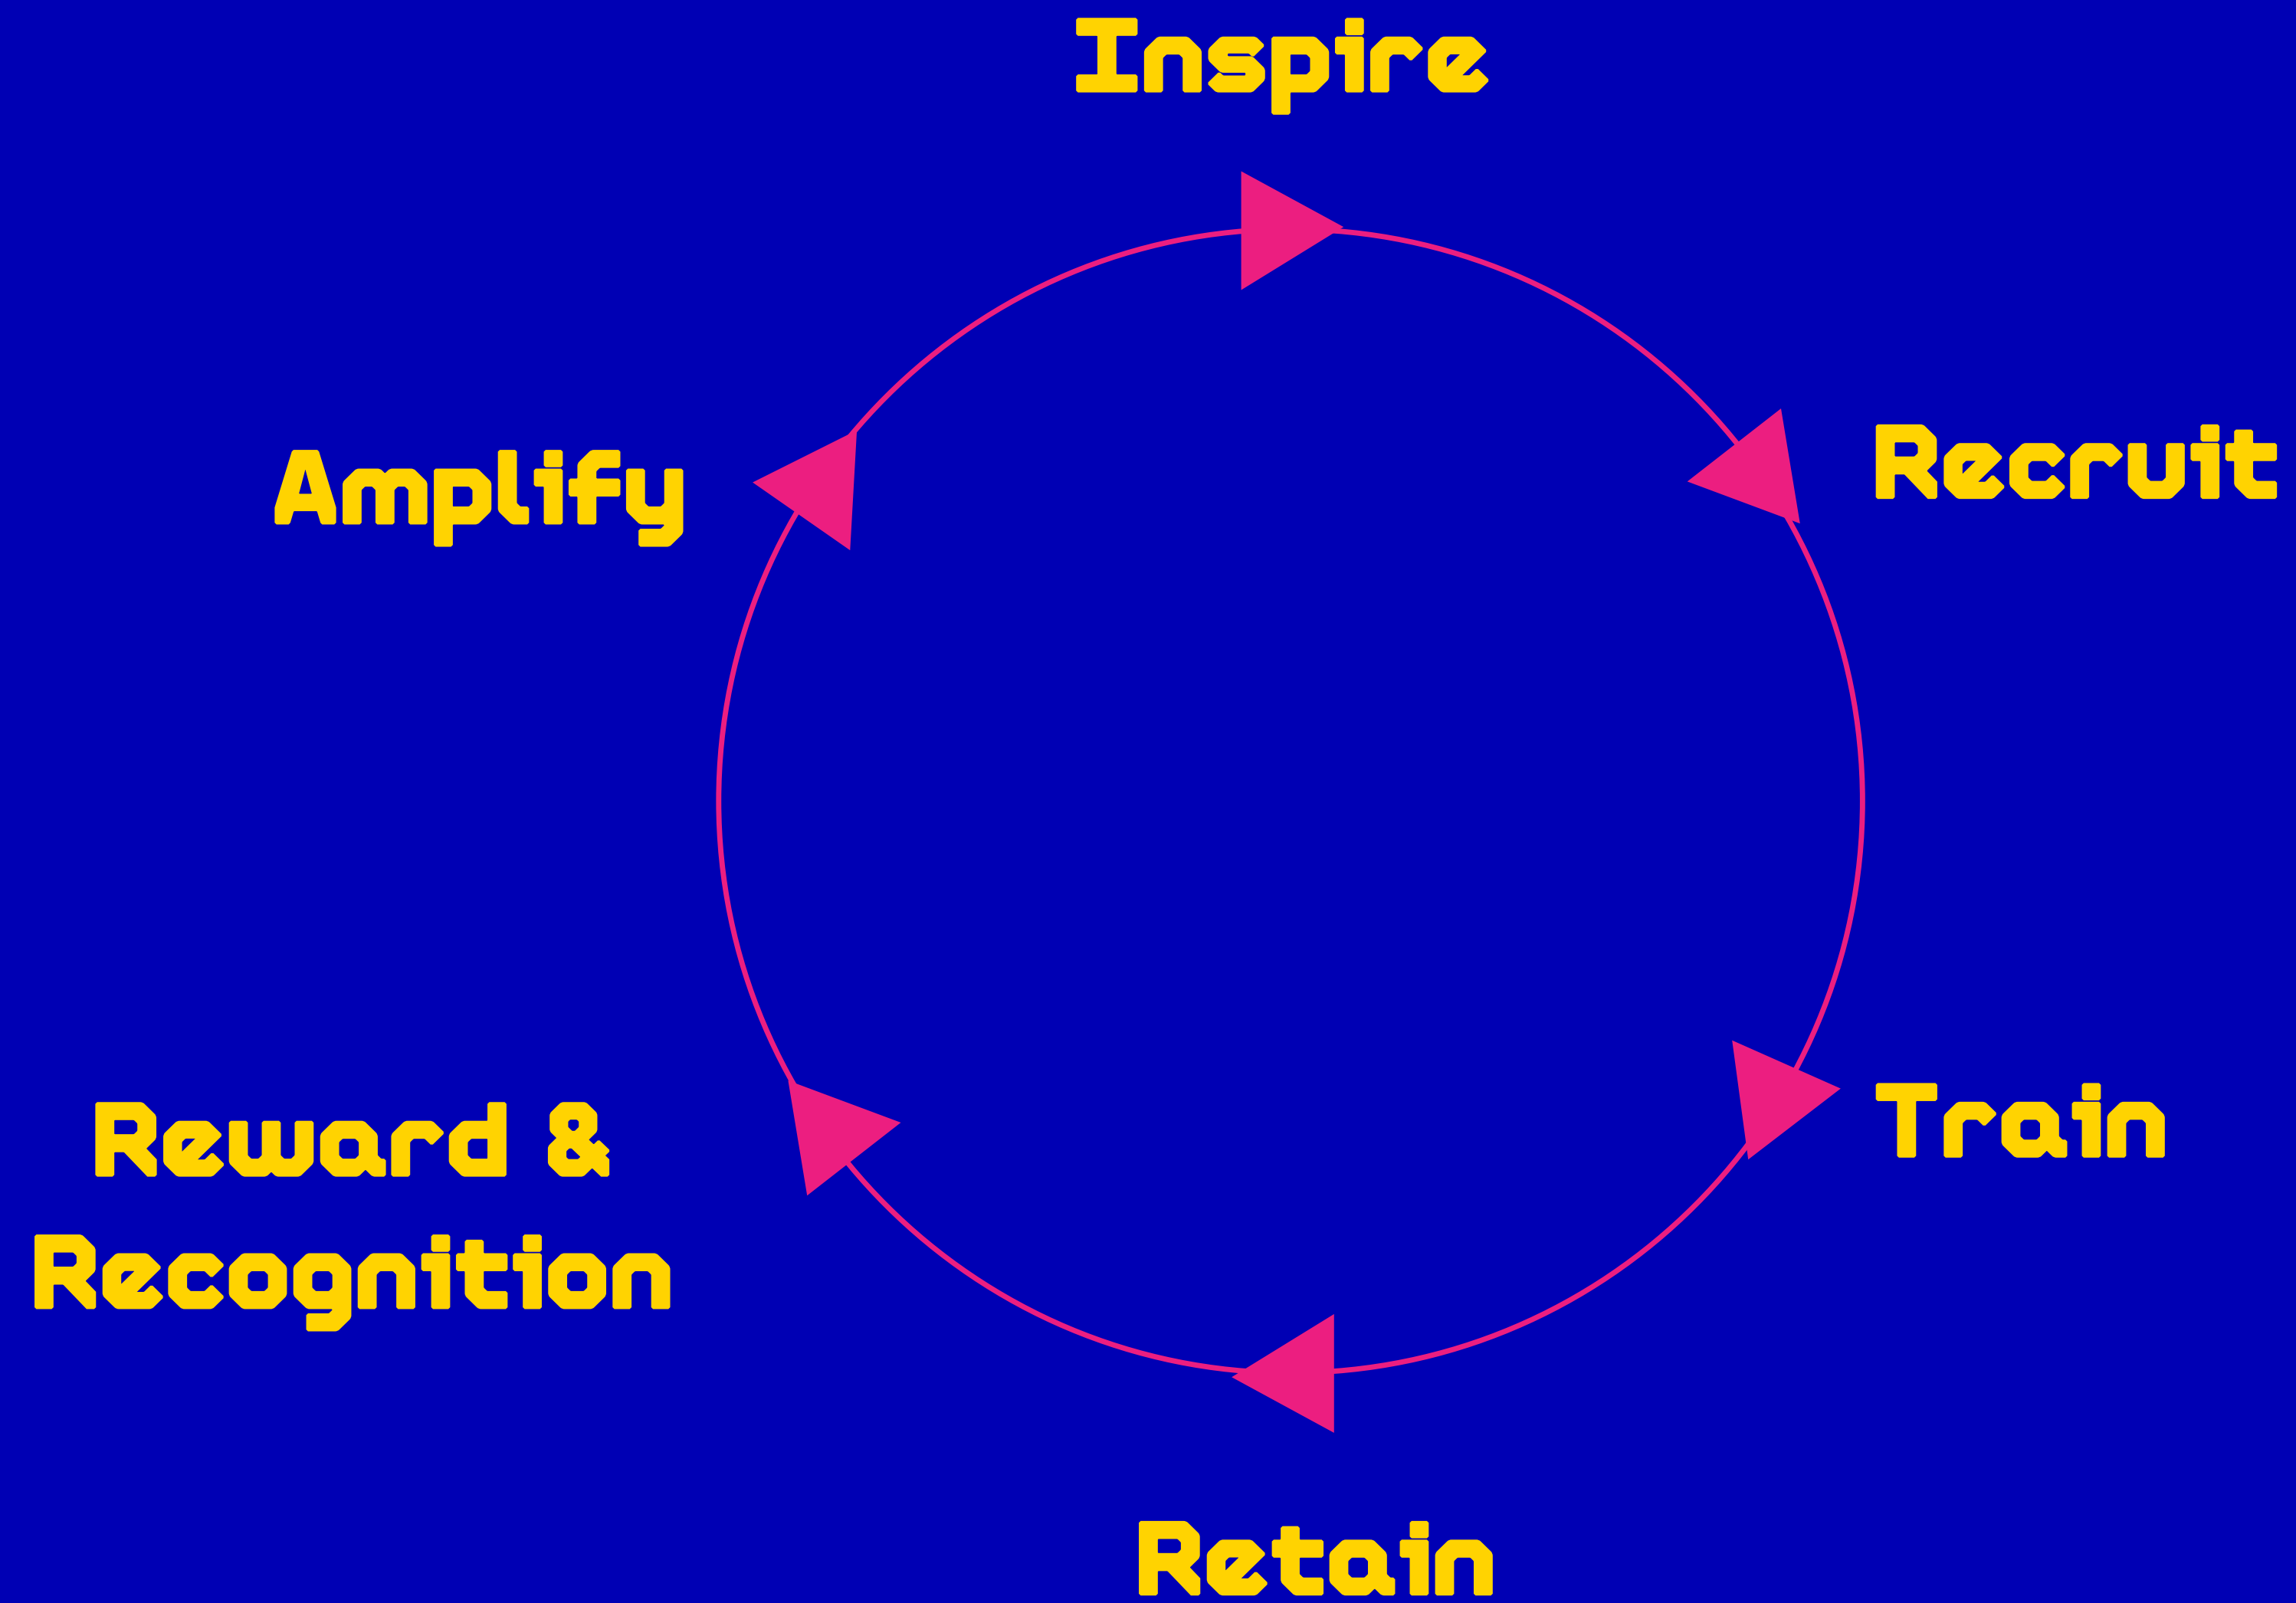 Inspire
Recruit
Train
Retain
Reward &
Recognition
Amplify